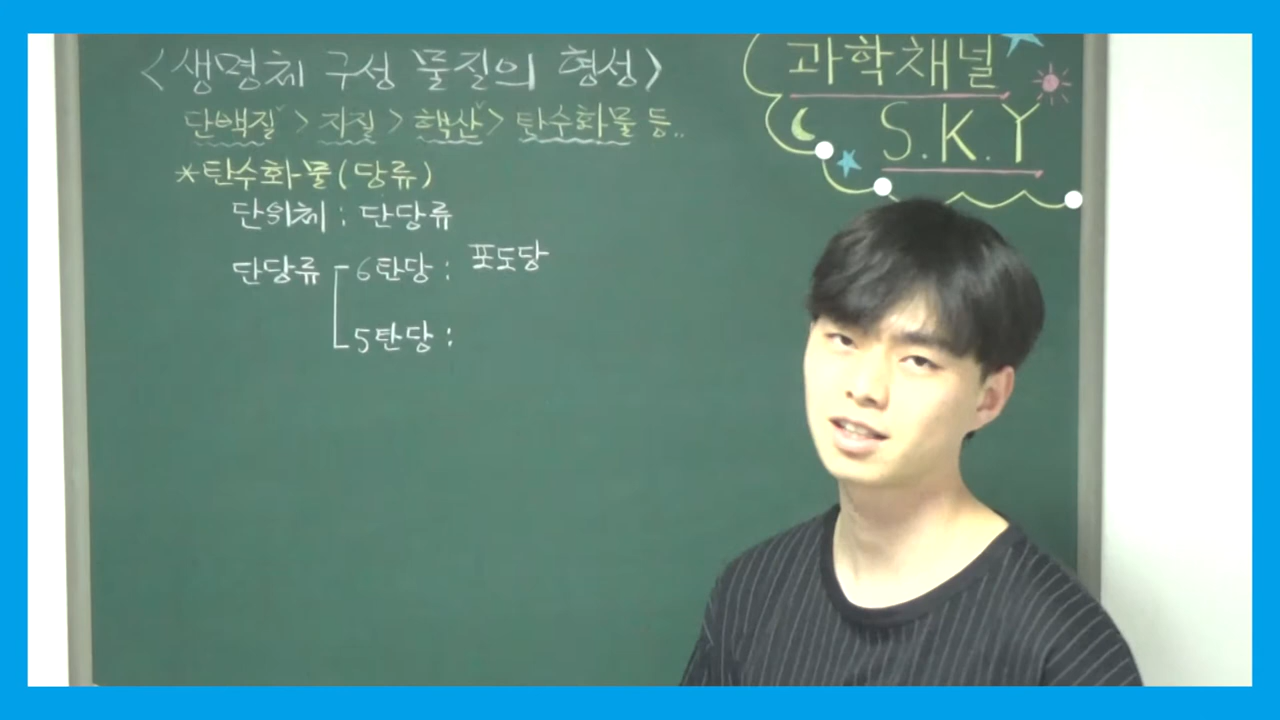 <생명체 구성 물질의 형성>
단백질 > 지질 > 핵산 > 탄수화물 등..
*탄수화물(당류)
단위체 : 단당류
단당류 6탄당 : 포도당
5탄당 :
과학채널
S.K.Y